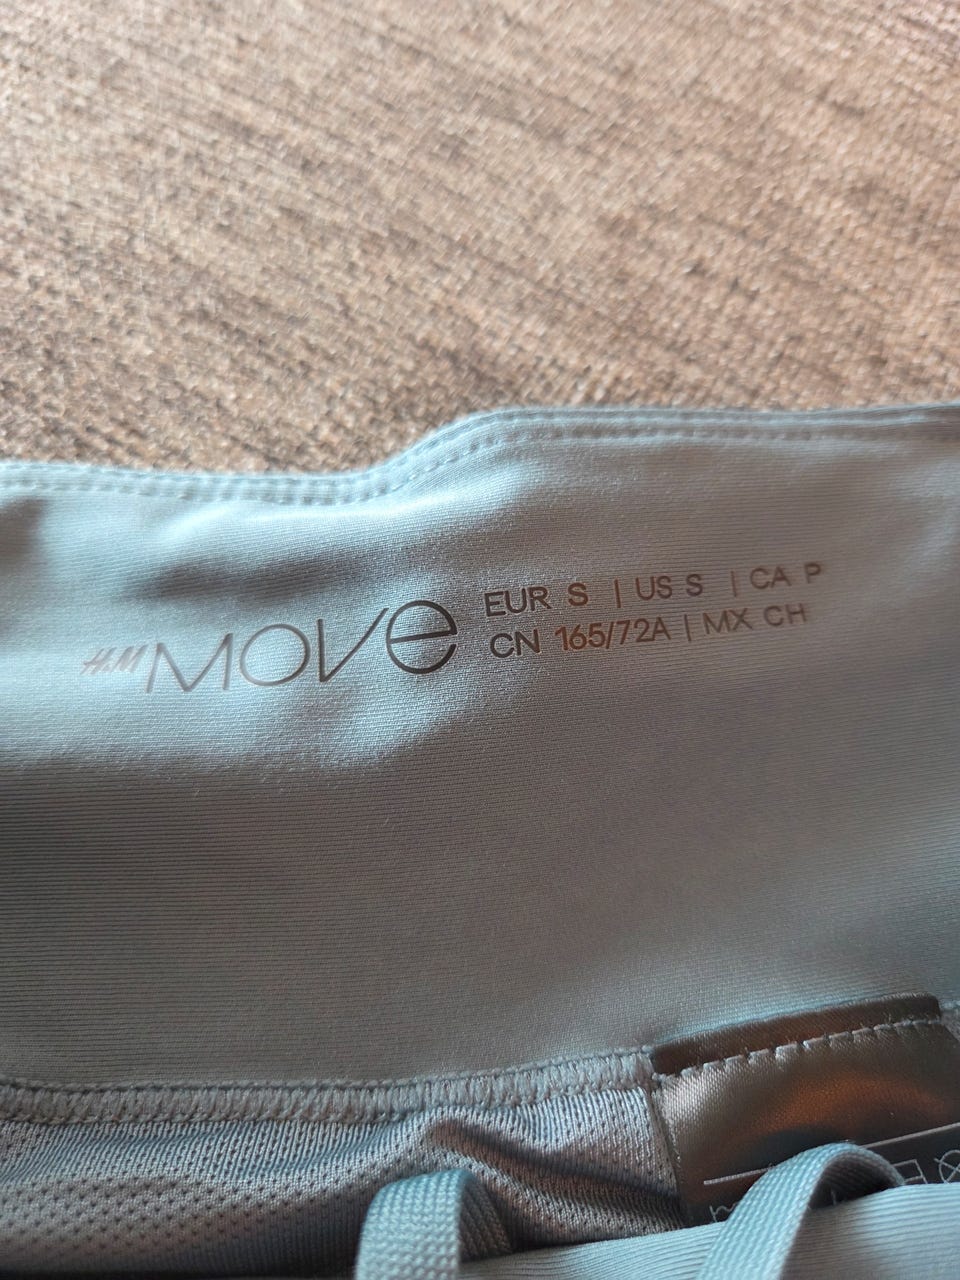 H&M MOVe
EUR S | US S | CA P
CN 165/72A | MX CH